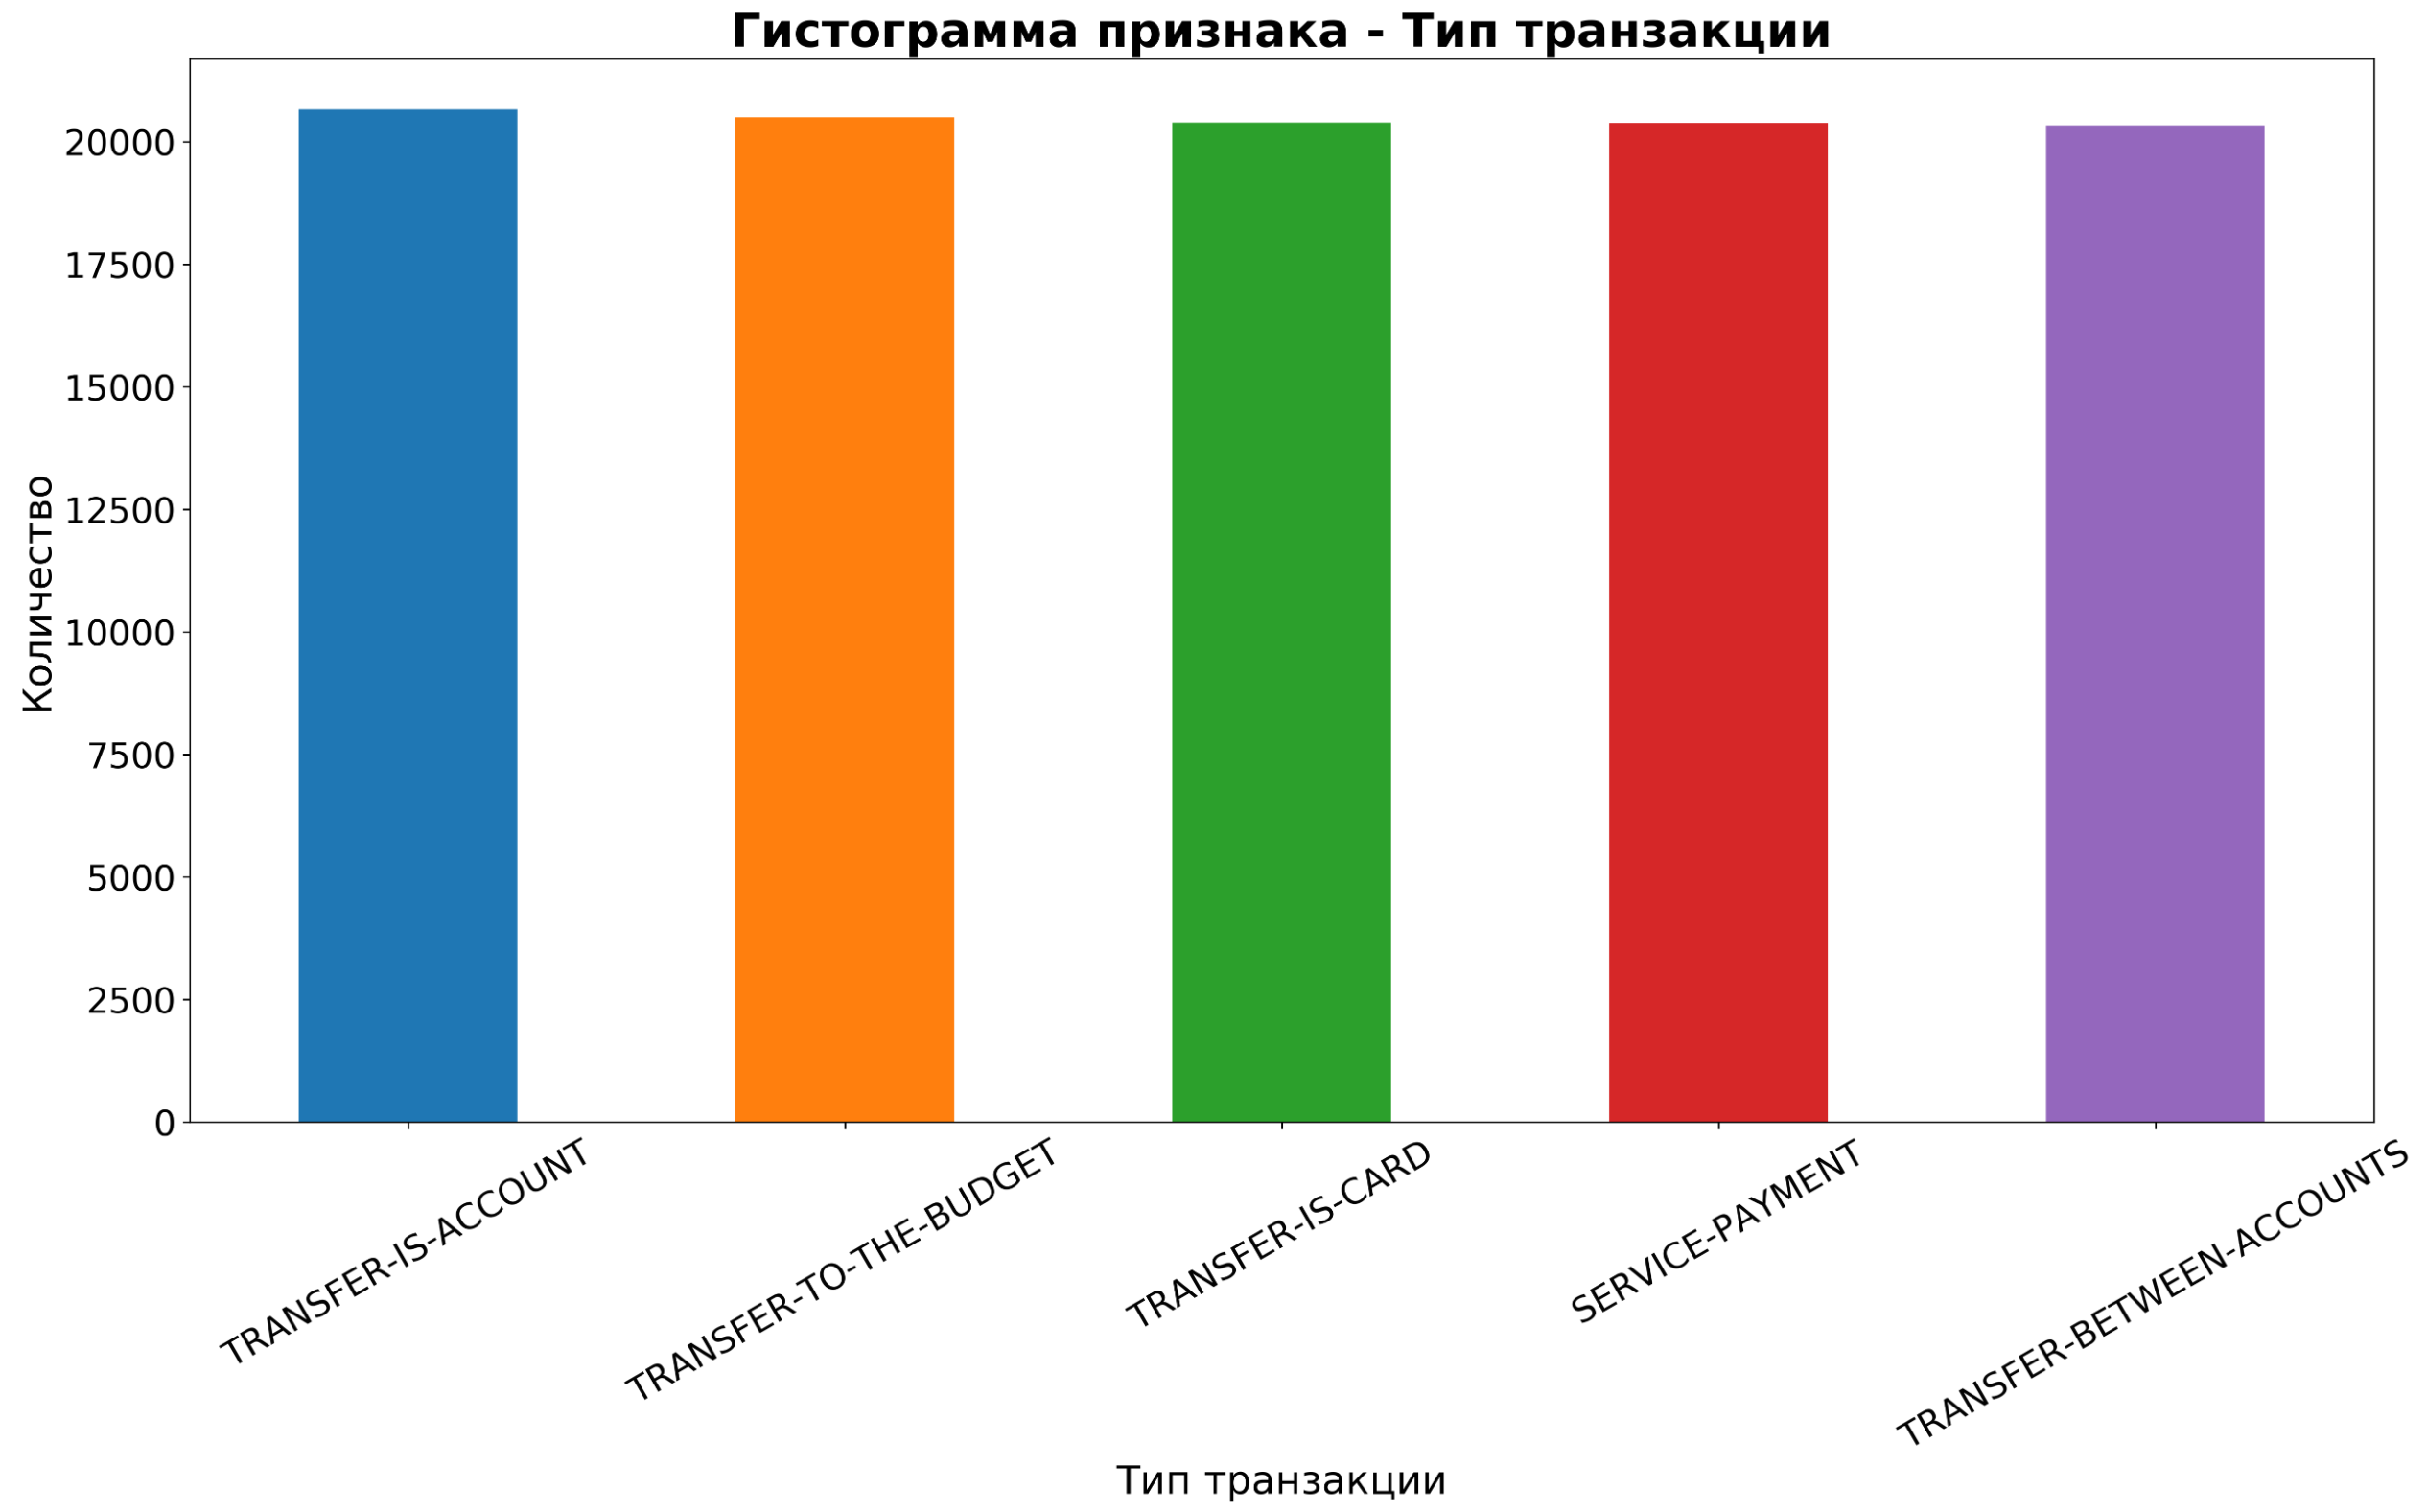 Гистограмма признака - Тип транзакции
Количество
20000
17500
15000
12500
10000
7500
5000
2500
0
TRANSFER-IS-ACCOUNT
TRANSFER-TO-THE-BUDGET
TRANSFER-IS-CARD
SERVICE-PAYMENT
TRANSFER-BETWEEN-ACCOUNTS
Тип транзакции